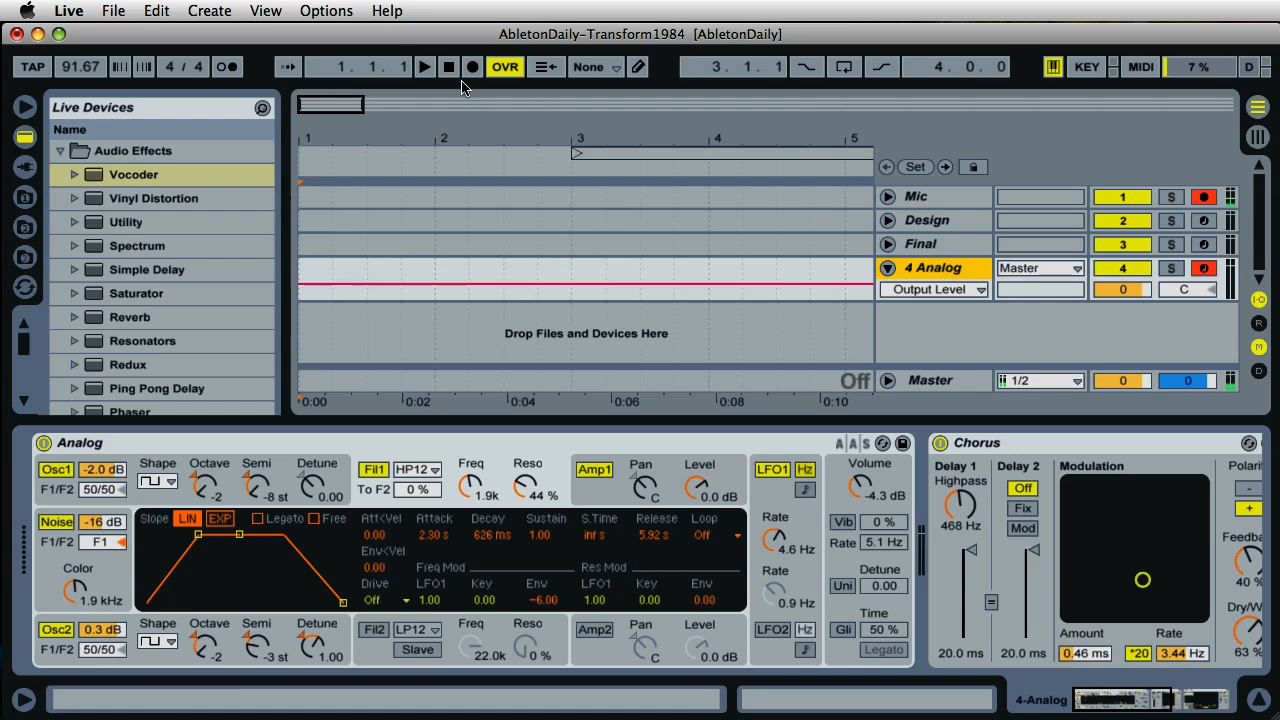 Live File Edit Create View Options Help
AbletonDaily-Transform1984 [AbletonDaily]
TAP 91.67 4 / 4 1. 1. 1 OVR None 3. 1. 1 4. 0. 0 KEY MIDI 7 % D
Live Devices
Name
Audio Effects
Vocoder
Vinyl Distortion
Utility
Spectrum
Simple Delay
Saturator
Reverb
Resonators
Redux
Ping Pong Delay
Phaser
1 2 3 4 5
Set
Mic 1 S
Design 2 S
Final 3 S
4 Analog Master 4 S
Output Level 0 C
Drop Files and Devices Here
Off Master 1/2 0 0
0:00 0:02 0:04 0:06 0:08 0:10
I·O
R
M
D
Analog A A S
Osc1 -2.0 dB Shape Octave Semi Detune
F1/F2 50/50 -2 -8 st 0.00
Fil1 HP12 Freq Reso
To F2 0 % 1.9k 44 %
Amp1 Pan Level
C 0.0 dB
LFO1 Hz
Volume
-4.3 dB
Noise -16 dB
F1/F2 F1
Color
1.9 kHz
Slope LIN EXP Legato Free Att<Vel Attack Decay Sustain S.Time Release Loop
0.00 2.30 s 626 ms 1.00 inf s 5.92 s Off
Env<Vel
0.00 Freq Mod Res Mod
Drive LFO1 Key Env LFO1 Key Env
Off 1.00 0.00 -6.00 1.00 0.00 0.00
Rate
4.6 Hz
Rate
0.9 Hz
Vib 0 %
Rate 5.1 Hz
Detune
Uni 0.00
Time
Gli 50 %
Legato
Osc2 0.3 dB Shape Octave Semi Detune
F1/F2 50/50 -2 -3 st 1.00
Fil2 LP12 Freq Reso
Slave 22.0k 0 %
Amp2 Pan Level
C 0.0 dB
LFO2 Hz
Chorus
Delay 1 Delay 2 Modulation Polari
Highpass
468 Hz
Off
Fix
Mod
20.0 ms 20.0 ms
Amount Rate
0.46 ms *20 3.44 Hz
-
+
Feedba
40 %
Dry/W
63 %
4-Analog